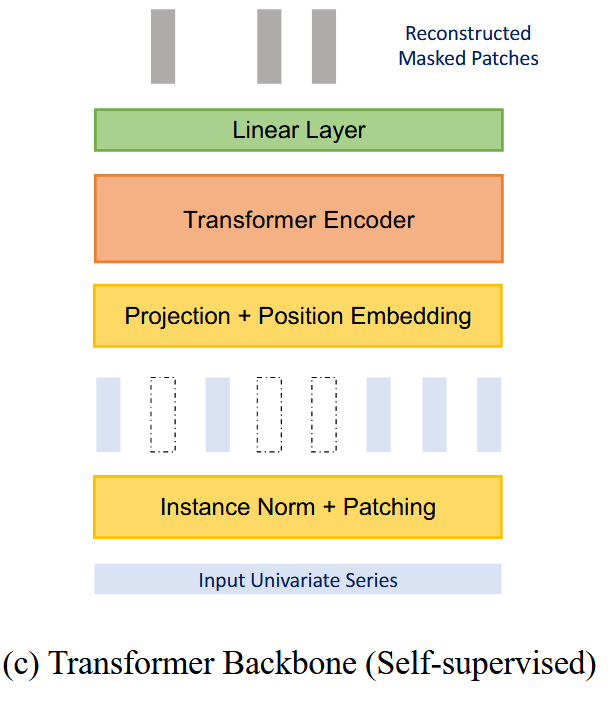 Reconstructed
Masked Patches
Linear Layer
Transformer Encoder
Projection + Position Embedding
Instance Norm + Patching
Input Univariate Series
(c) Transformer Backbone (Self-supervised)